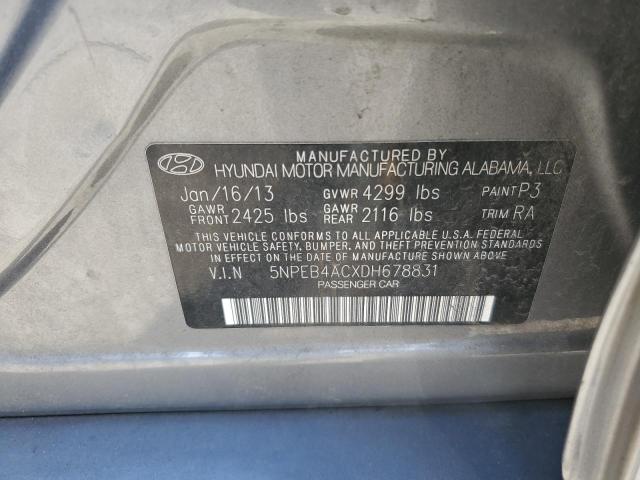 MANUFACTURED BY
HYUNDAI MOTOR MANUFACTURING ALABAMA, LLC
Jan/16/13 GVWR 4299 lbs PAINT P3
GAWR FRONT 2425 lbs GAWR REAR 2116 lbs TRIM RA
THIS VEHICLE CONFORMS TO ALL APPLICABLE U.S.A. FEDERAL
MOTOR VEHICLE SAFETY, BUMPER, AND THEFT PREVENTION
STANDARDS IN EFFECT ON THE DATE OF MANUFACTURE SHOWN ABOVE
V.I.N 5NPEB4ACXDH678831
PASSENGER CAR